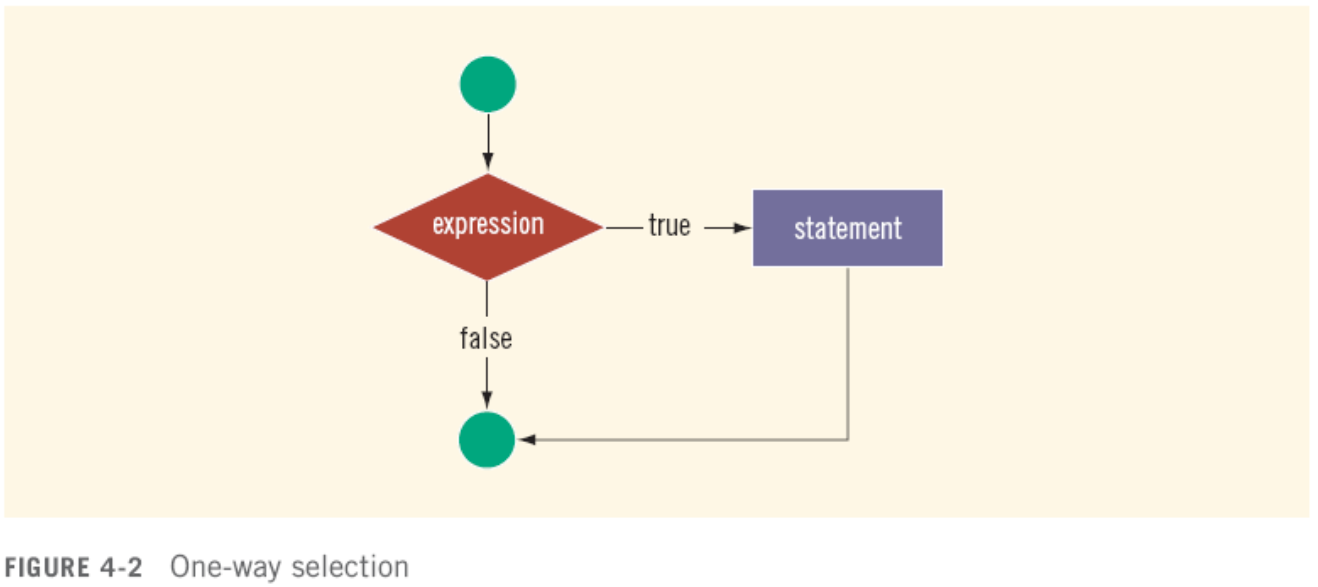 expression
true
statement
false
FIGURE 4-2 One-way selection